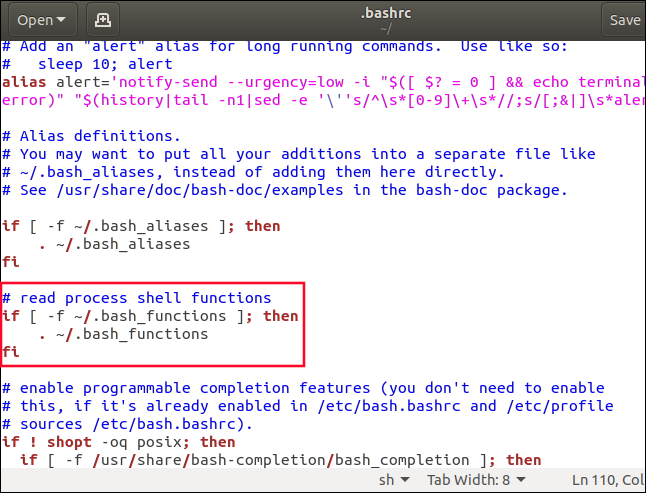 Open
.bashrc
~/
Save
# Add an "alert" alias for long running commands.  Use like so:
#   sleep 10; alert
alias alert='notify-send --urgency=low -i "$([ $? = 0 ] && echo terminal
error)" "$(history|tail -n1|sed -e '\''s/^\s*[0-9]\+\s*//;s/[;&|]\s*aler
# Alias definitions.
# You may want to put all your additions into a separate file like
# ~/.bash_aliases, instead of adding them here directly.
# See /usr/share/doc/bash-doc/examples in the bash-doc package.
if [ -f ~/.bash_aliases ]; then
    . ~/.bash_aliases
fi
# read process shell functions
if [ -f ~/.bash_functions ]; then
    . ~/.bash_functions
fi
# enable programmable completion features (you don't need to enable
# this, if it's already enabled in /etc/bash.bashrc and /etc/profile
# sources /etc/bash.bashrc).
if ! shopt -oq posix; then
  if [ -f /usr/share/bash-completion/bash_completion ]; then
sh Tab Width: 8 Ln 110, Col